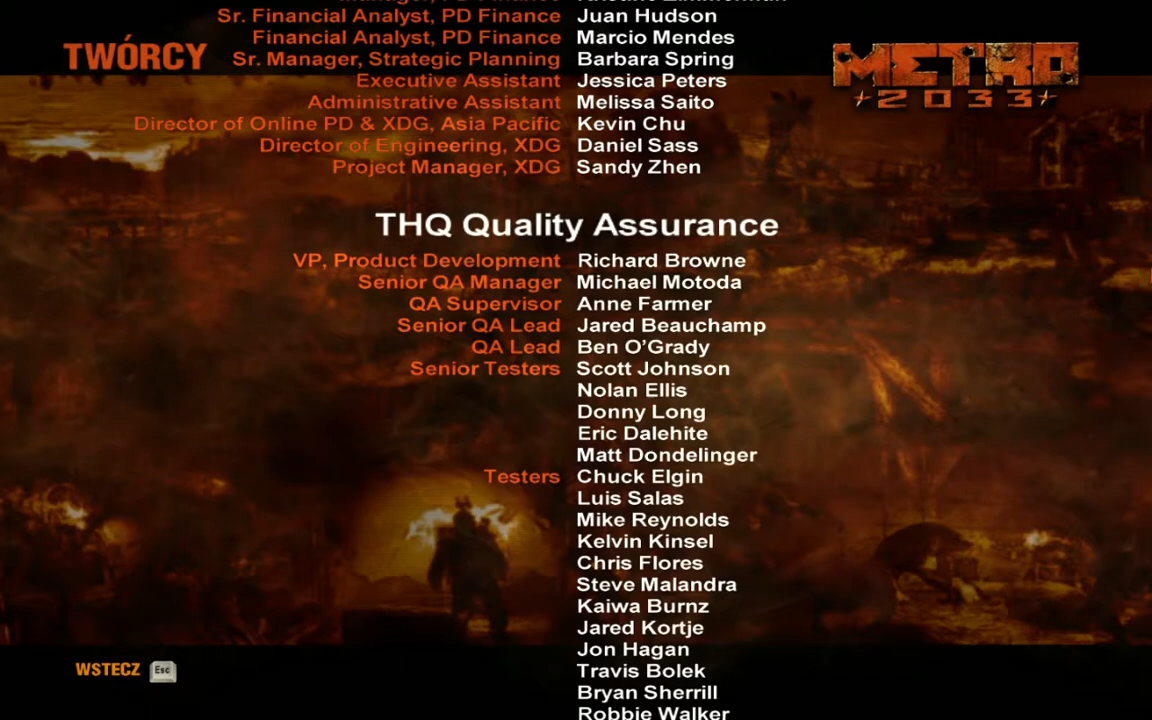 Sr. Financial Analyst, PD Finance Juan Hudson
Financial Analyst, PD Finance Marcio Mendes
TWÓRCY
Sr. Manager, Strategic Planning Barbara Spring
METRO
2033
Executive Assistant Jessica Peters
Administrative Assistant Melissa Saito
Director of Online PD & XDG, Asia Pacific Kevin Chu
Director of Engineering, XDG Daniel Sass
Project Manager, XDG Sandy Zhen
THQ Quality Assurance
VP, Product Development Richard Browne
Senior QA Manager Michael Motoda
QA Supervisor Anne Farmer
Senior QA Lead Jared Beauchamp
QA Lead Ben O’Grady
Senior Testers Scott Johnson
Nolan Ellis
Donny Long
Eric Dalehite
Matt Dondelinger
Testers Chuck Elgin
Luis Salas
Mike Reynolds
Kelvin Kinsel
Chris Flores
Steve Malandra
Kaiwa Burnz
Jared Kortje
Jon Hagan
Travis Bolek
Bryan Sherrill
Robbie Walker
WSTECZ Esc